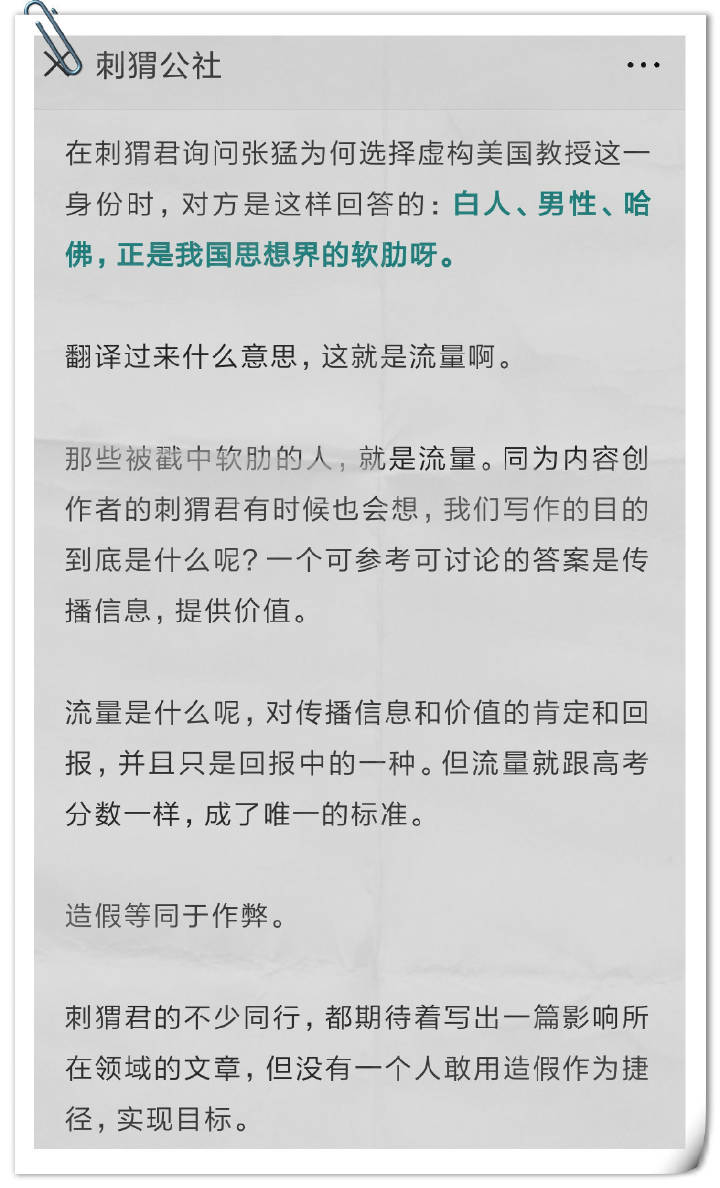 刺猬公社
在刺猬君询问张猛为何选择虚构美国教授这一
身份时，对方是这样回答的：白人、男性、哈
佛，正是我国思想界的软肋呀。
翻译过来什么意思，这就是流量啊。
那些被戳中软肋的人，就是流量。同为内容创
作者的刺猬君有时候也会想，我们写作的目的
到底是什么呢？一个可参考可讨论的答案是传
播信息，提供价值。
流量是什么呢，对传播信息和价值的肯定和回
报，并且只是回报中的一种。但流量就跟高考
分数一样，成了唯一的标准。
造假等同于作弊。
刺猬君的不少同行，都期待着写出一篇影响所
在领域的文章，但没有一个人敢用造假作为捷
径，实现目标。